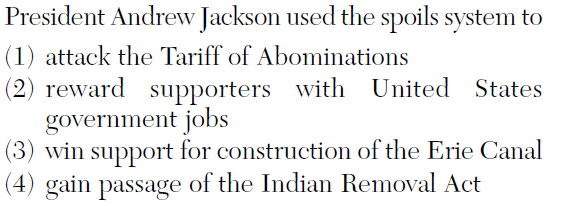 President Andrew Jackson used the spoils system to
(1) attack the Tariff of Abominations
(2) reward supporters with United States
government jobs
(3) win support for construction of the Erie Canal
(4) gain passage of the Indian Removal Act